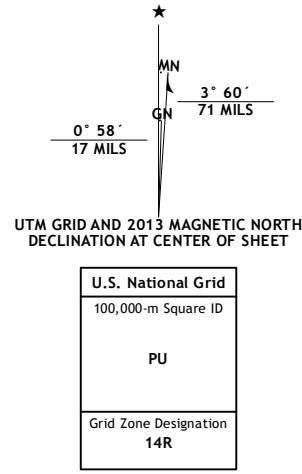 ★
MN
3° 60´
71 MILS
GN
0° 58´
17 MILS
UTM GRID AND 2013 MAGNETIC NORTH
DECLINATION AT CENTER OF SHEET
U.S. National Grid
100,000-m Square ID
PU
Grid Zone Designation
14R